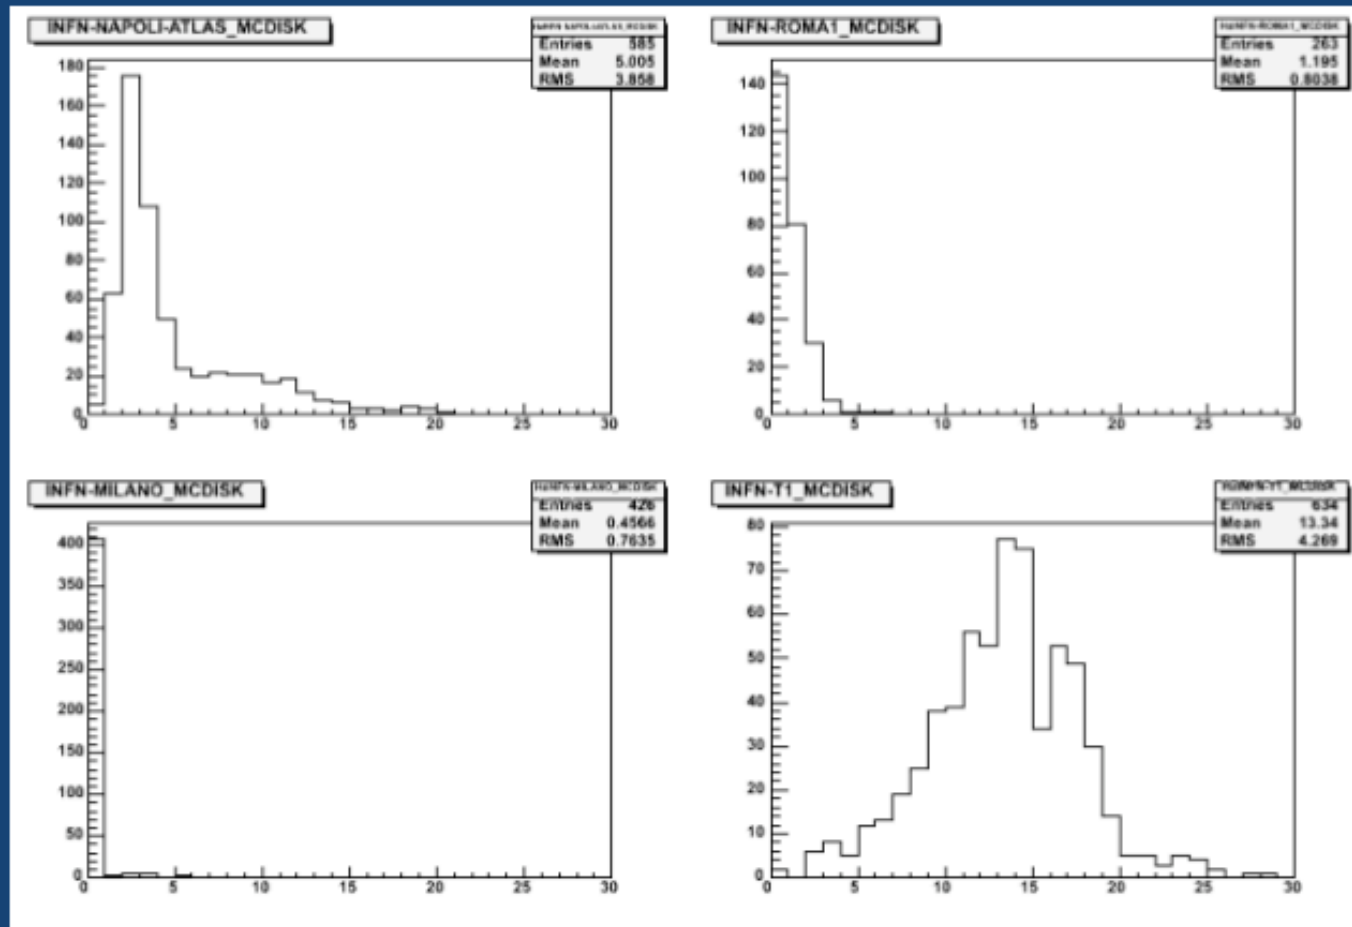 INFN-NAPOLI-ATLAS_MCDISK
Entries 585
Mean 5.005
RMS 3.858
180
160
140
120
100
80
60
40
20
0
0 5 10 15 20 25 30
INFN-ROMA1_MCDISK
Entries 263
Mean 1.195
RMS 0.8038
140
120
100
80
60
40
20
0
0 5 10 15 20 25 30
INFN-MILANO_MCDISK
Entries 426
Mean 0.4566
RMS 0.7635
400
350
300
250
200
150
100
50
0
0 5 10 15 20 25 30
INFN-T1_MCDISK
Entries 634
Mean 13.34
RMS 4.269
80
70
60
50
40
30
20
10
0
0 5 10 15 20 25 30